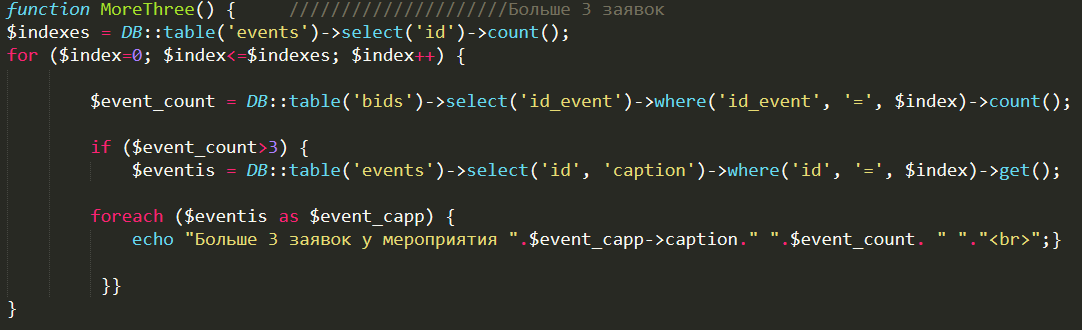 function MoreThree() {     /////////////////////Больше 3 заявок
$indexes = DB::table('events')->select('id')->count();
for ($index=0; $index<=$indexes; $index++) {
$event_count = DB::table('bids')->select('id_event')->where('id_event', '=', $index)->count();
if ($event_count>3) {
$eventis = DB::table('events')->select('id', 'caption')->where('id', '=', $index)->get();
foreach ($eventis as $event_capp) {
echo "Больше 3 заявок у мероприятия ".$event_capp->caption." ".$event_count. " "."<br>";}
}}
}